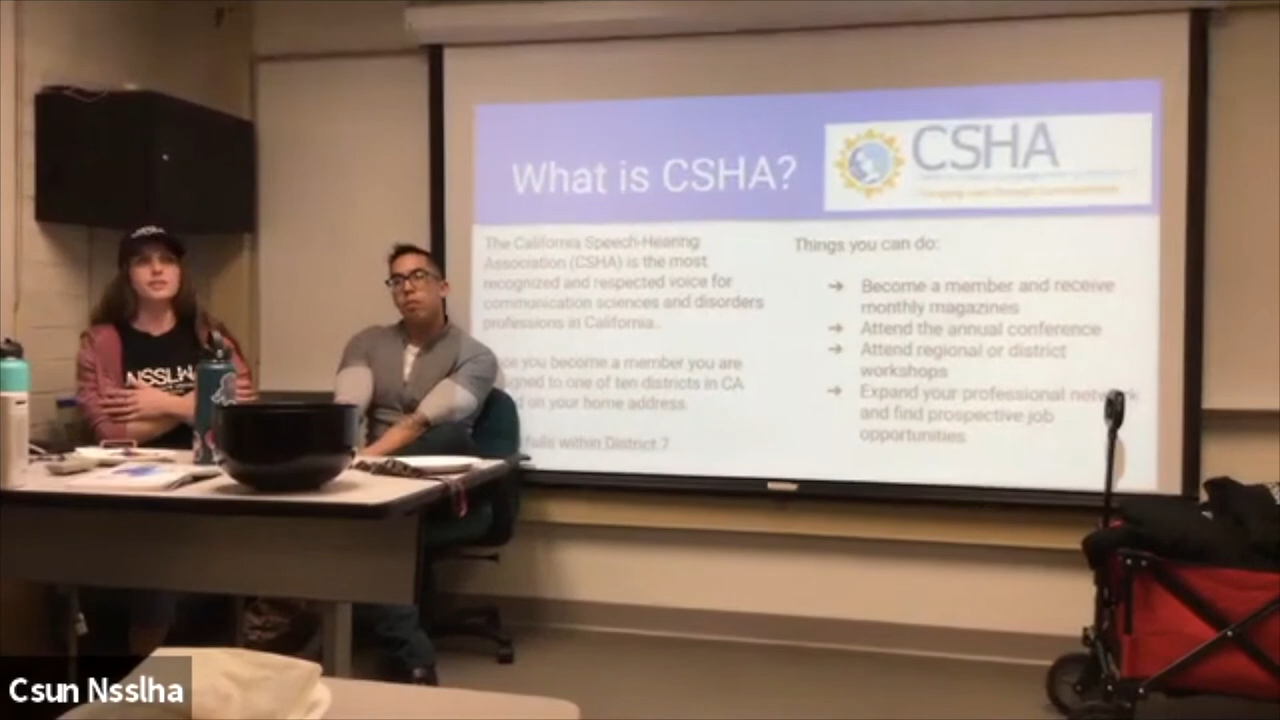 What is CSHA?
CSHA
The California Speech-Hearing
Association (CSHA) is the most
recognized and respected voice for
communication sciences and disorders
professions in California..
you become a member you are
to one of ten districts in CA
on your home address.
falls within District 7
Things you can do:
➔ Become a member and receive
monthly magazines
➔ Attend the annual conference
➔ Attend regional or district
workshops
➔ Expand your professional network
and find prospective job
opportunities
NSSLHA
Csun Nsslha